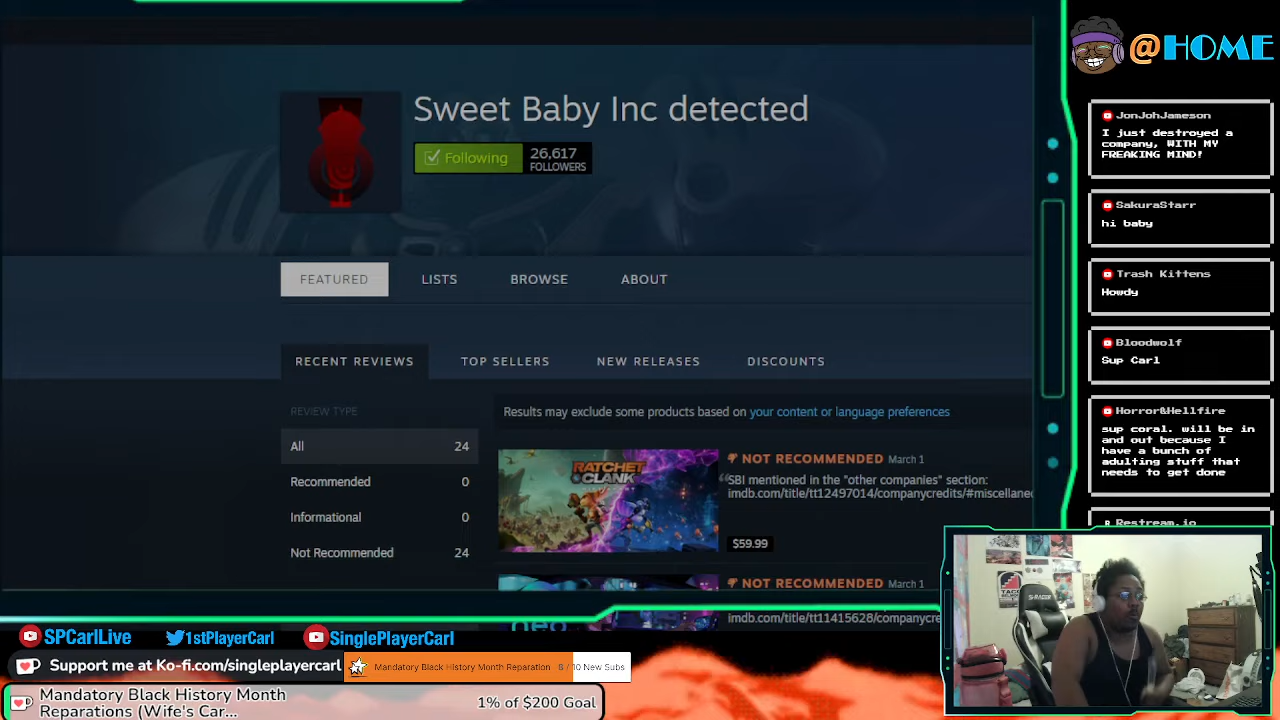 Sweet Baby Inc detected
Following
26,617
FOLLOWERS
FEATURED
LISTS
BROWSE
ABOUT
RECENT REVIEWS
TOP SELLERS
NEW RELEASES
DISCOUNTS
REVIEW TYPE
All 24
Recommended 0
Informational 0
Not Recommended 24
Results may exclude some products based on your content or language preferences
RATCHET
CLANK
NOT RECOMMENDED March 1
SBI mentioned in the "other companies" section:
imdb.com/title/tt12497014/companycredits/#miscellane
$59.99
NOT RECOMMENDED March 1
imdb.com/title/tt11415628/companycre
@HOME
JonJohJameson
I just destroyed a
company, WITH MY
FREAKING MIND!
SakuraStarr
hi baby
Trash Kittens
Howdy
Bloodwolf
Sup Carl
Horror&Hellfire
sup coral. will be in
and out because I
have a bunch of
adulting stuff that
needs to get done
Restream.io
SPCarlLive
1stPlayerCarl
SinglePlayerCarl
Support me at Ko-fi.com/singleplayercarl
Mandatory Black History Month Reparation 8 / 10 New Subs
Mandatory Black History Month
Reparations (Wife's Car...
1% of $200 Goal